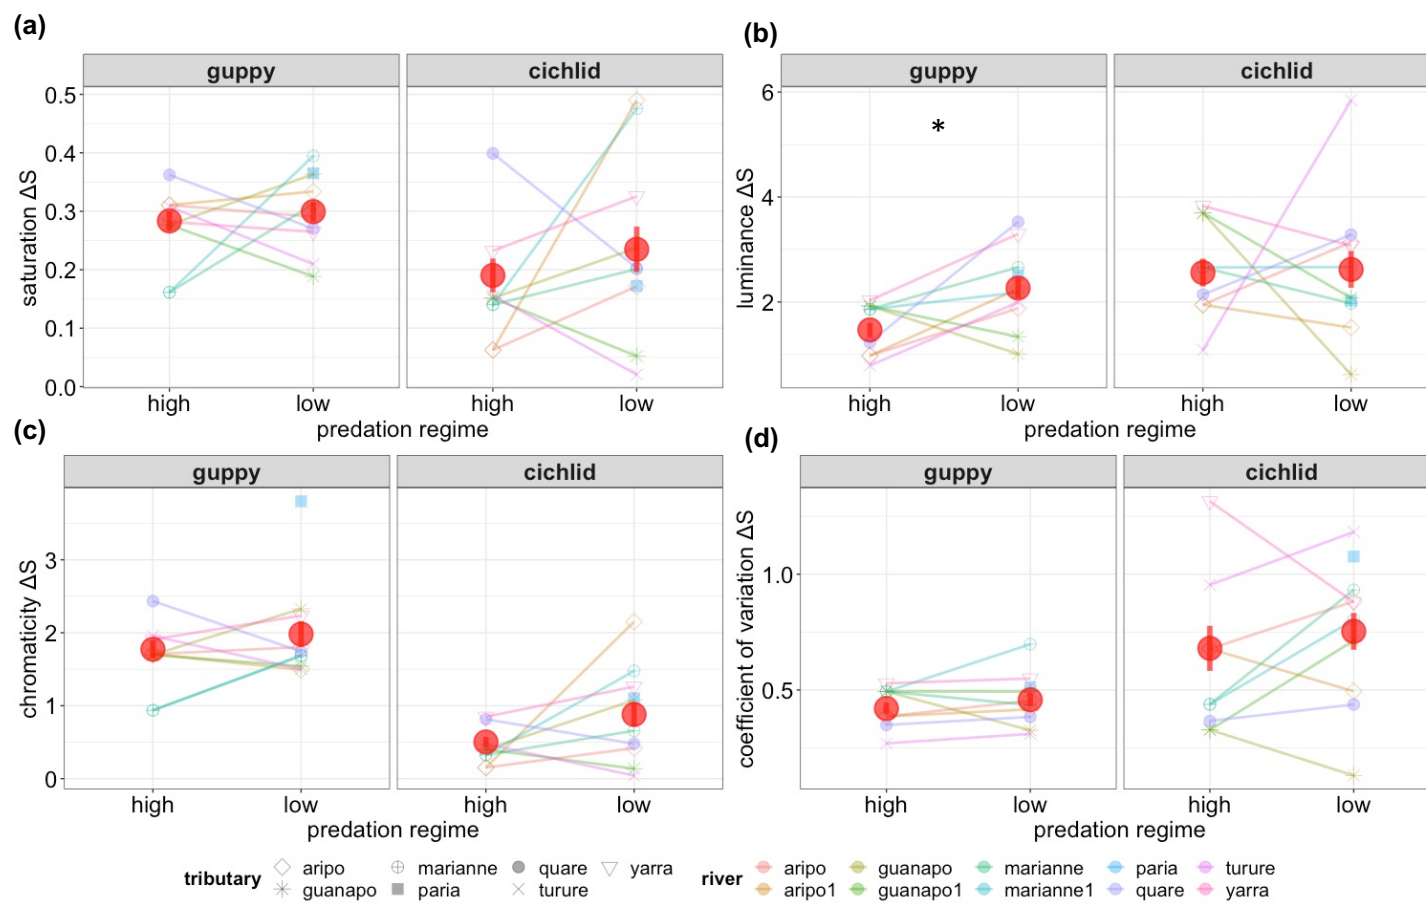 (a)
guppy
cichlid
saturation ΔS
0.5
0.4
0.3
0.2
0.1
0.0
high
low
high
low
predation regime
(b)
guppy
cichlid
luminance ΔS
6
4
2
*
high
low
high
low
predation regime
(c)
guppy
cichlid
chromaticity ΔS
3
2
1
0
high
low
high
low
predation regime
(d)
guppy
cichlid
coefficient of variation ΔS
1.0
0.5
high
low
high
low
predation regime
tributary
aripo
marianne
quare
yarra
guanapo
paria
turure
river
aripo
guanapo
marianne
paria
turure
aripo1
guanapo1
marianne1
quare
yarra